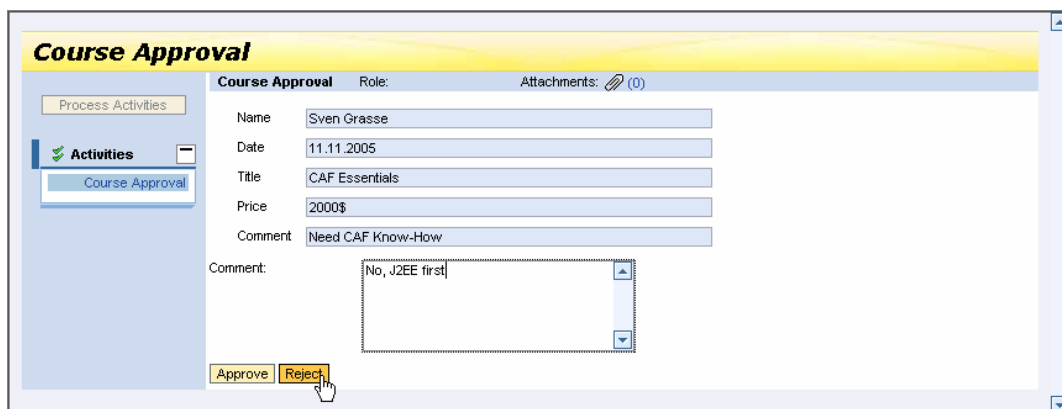 Course Approval
Course Approval Role: Attachments: (0)
Process Activities
Activities
Course Approval
Name Sven Grasse
Date 11.11.2005
Title CAF Essentials
Price 2000$
Comment Need CAF Know-How
Comment: No, J2EE first
Approve Reject